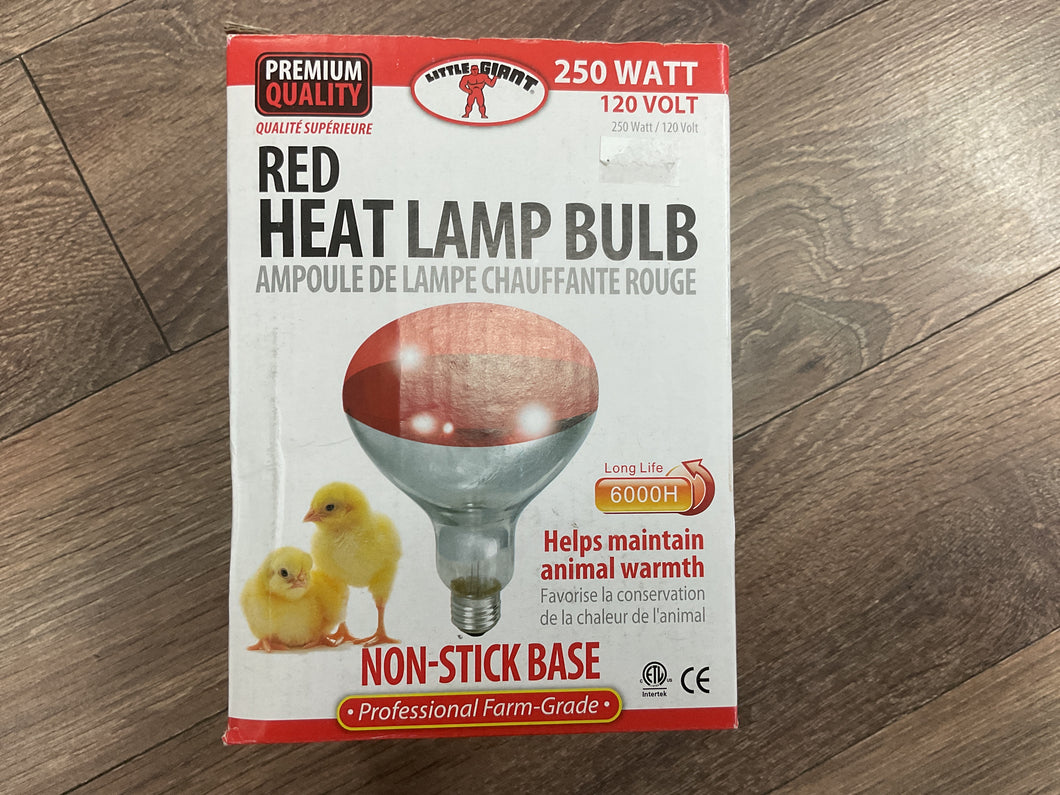 PREMIUM
QUALITY
QUALITÉ SUPÉRIEURE
LITTLE GIANT
250 WATT
120 VOLT
250 Watt / 120 Volt
RED
HEAT LAMP BULB
AMPOULE DE LAMPE CHAUFFANTE ROUGE
Long Life
6000H
Helps maintain
animal warmth
Favorise la conservation
de la chaleur de l'animal
NON-STICK BASE
• Professional Farm-Grade •
C ETL US
Intertek
CE